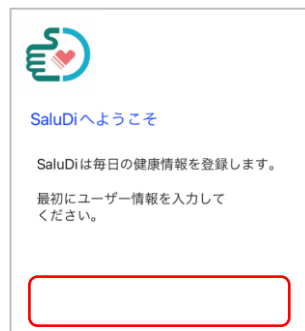 SaluDiへようこそ
SaluDiは毎日の健康情報を登録します。
最初にユーザー情報を入力して
ください。